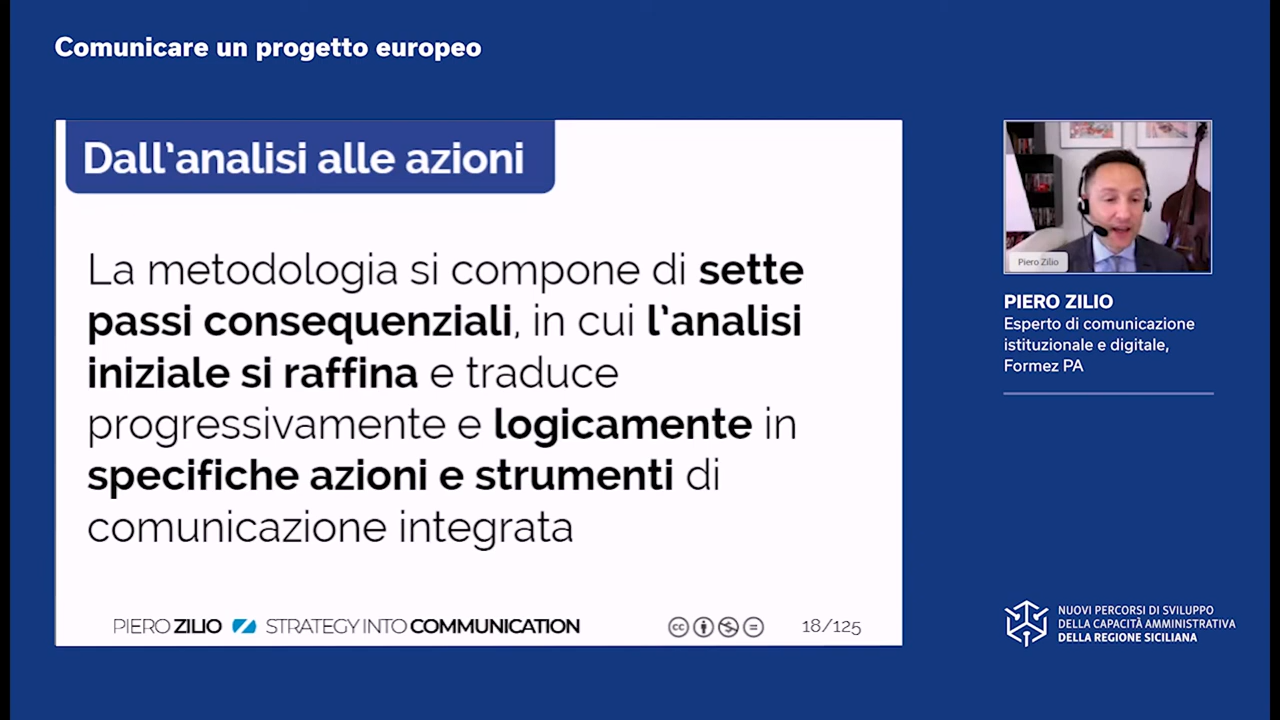 Comunicare un progetto europeo
Dall'analisi alle azioni
La metodologia si compone di sette
passi consequenziali, in cui l'analisi
iniziale si raffina e traduce
progressivamente e logicamente in
specifiche azioni e strumenti di
comunicazione integrata
PIERO ZILIO STRATEGY INTO COMMUNICATION
cc
18/125
Piero Zilio
PIERO ZILIO
Esperto di comunicazione
istituzionale e digitale,
Formez PA
NUOVI PERCORSI DI SVILUPPO
DELLA CAPACITÀ AMMINISTRATIVA
DELLA REGIONE SICILIANA